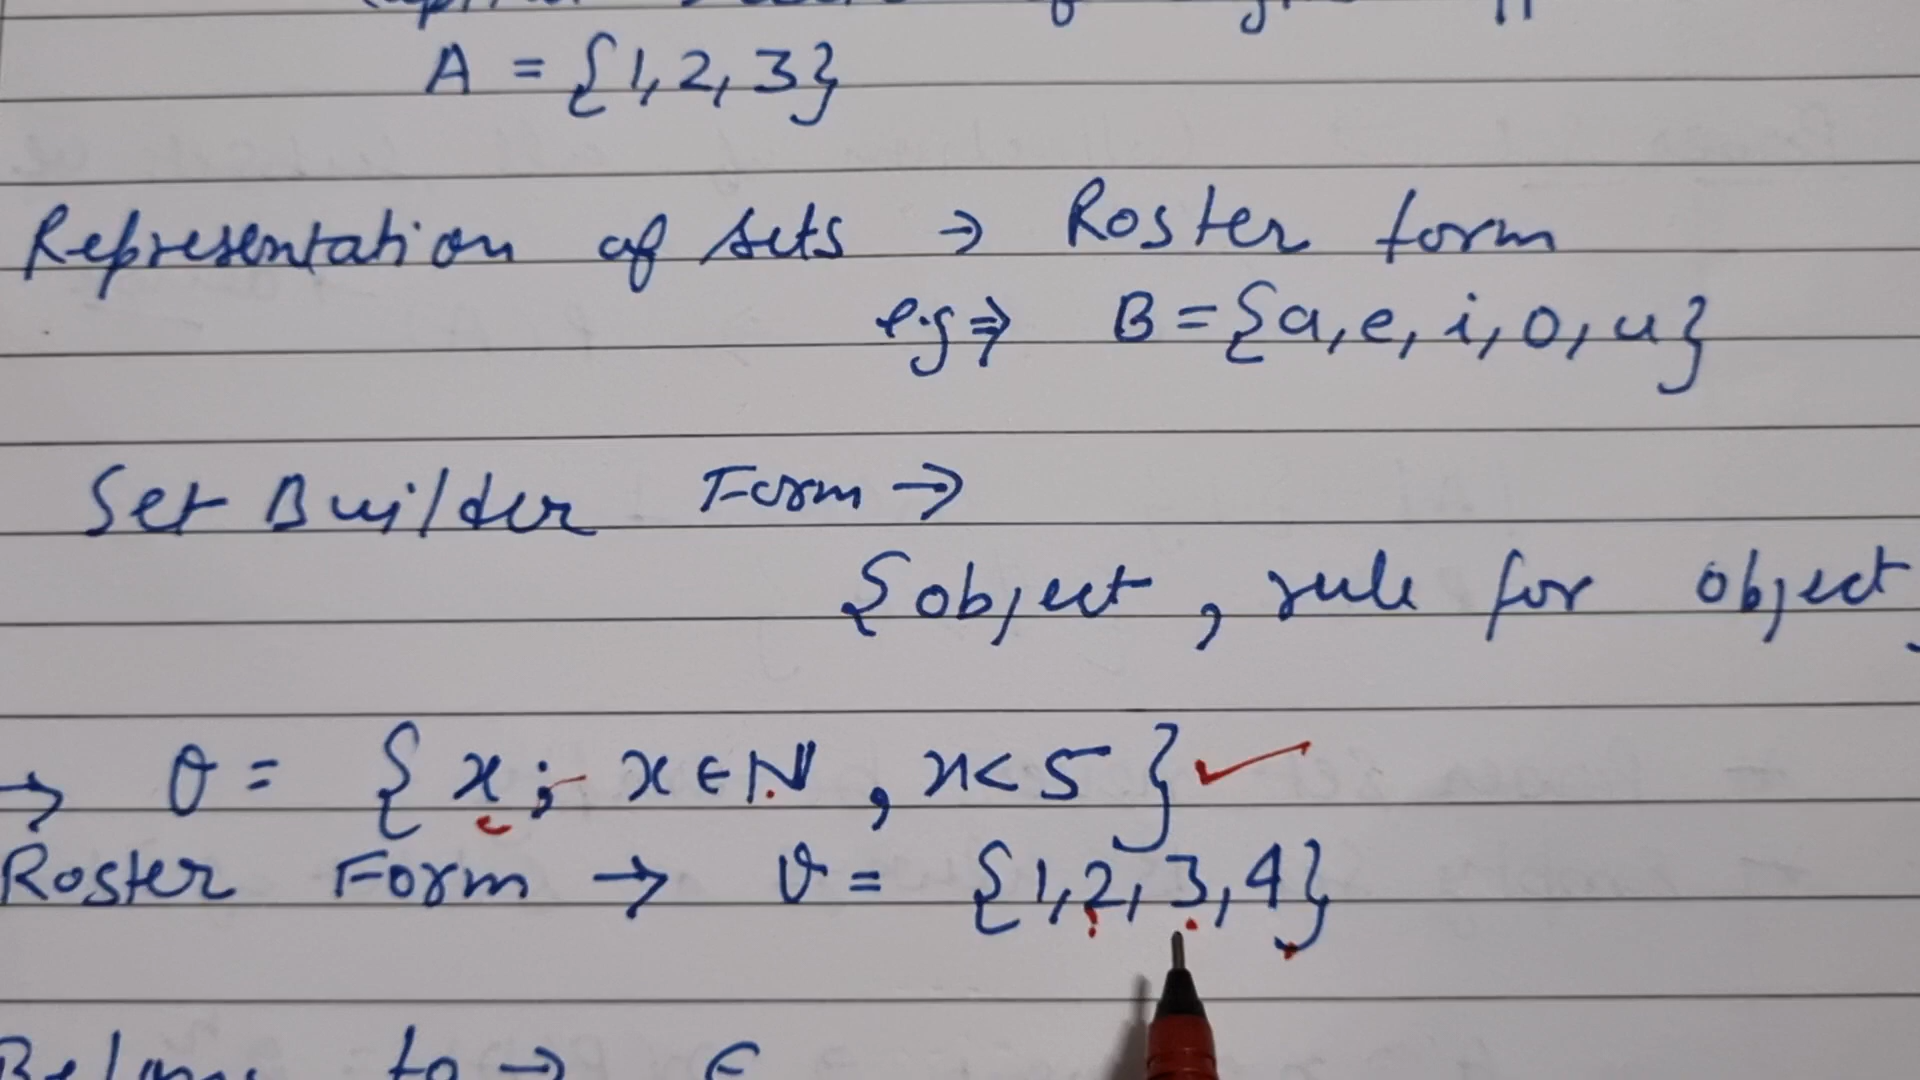 A = {1, 2, 3}
Representation of sets → Roster form
e.g ⇒ B = {a, e, i, o, u}
Set Builder Form →
{object, rule for object
→ v = {x; x ∈ N, x < 5} ✓
Roster Form → v = {1, 2, 3, 4}
to → ∈